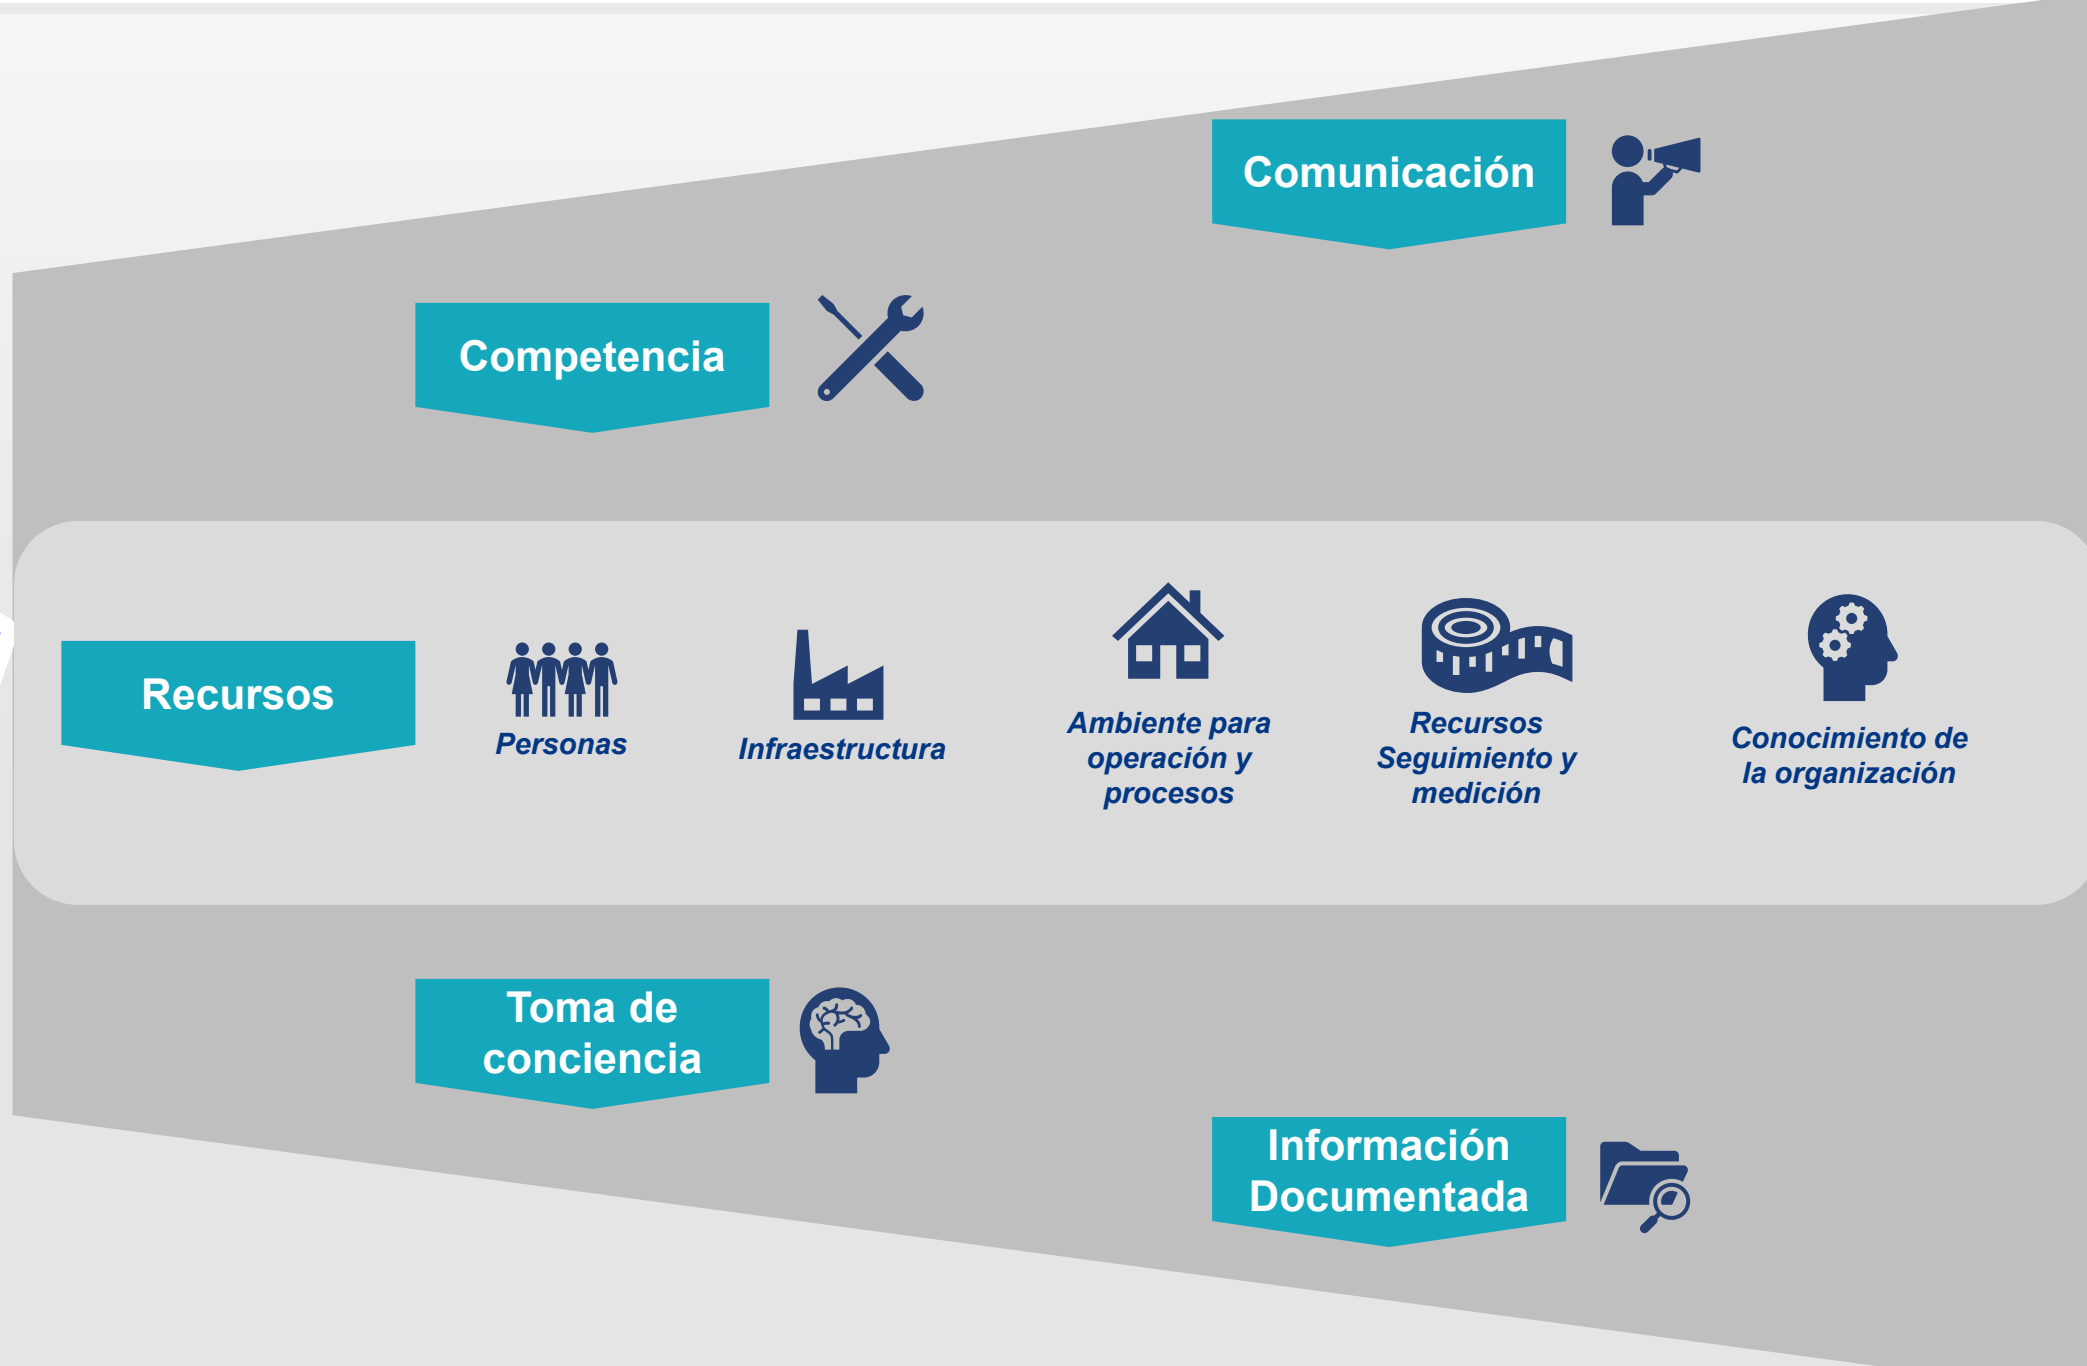 Comunicación
Competencia
Recursos
Personas
Infraestructura
Ambiente para
operación y
procesos
Recursos
Seguimiento y
medición
Conocimiento de
la organización
Toma de
conciencia
Información
Documentada